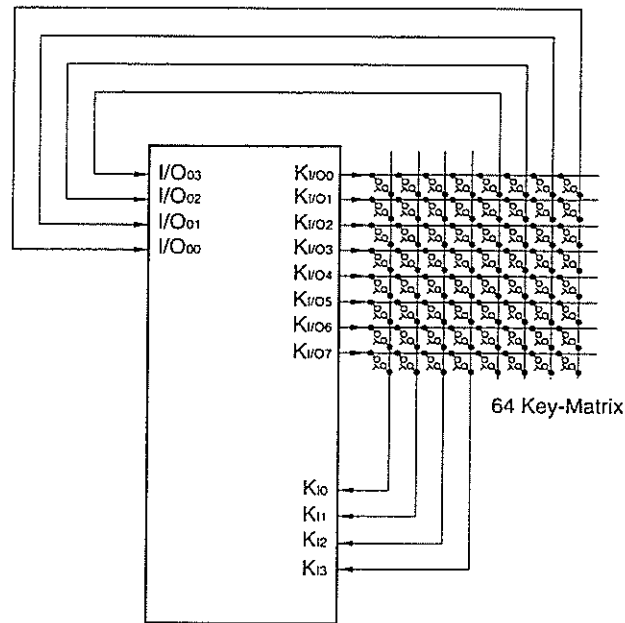 I/O03
I/O02
I/O01
I/O00
KI/O0
KI/O1
KI/O2
KI/O3
KI/O4
KI/O5
KI/O6
KI/O7
64 Key-Matrix
KI0
KI1
KI2
KI3